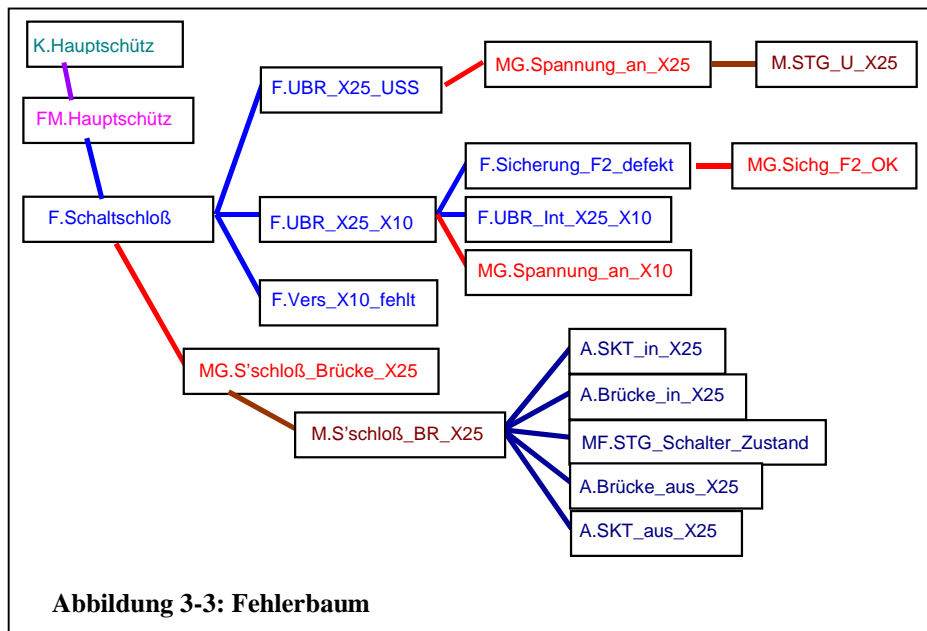 K.Hauptschütz
FM.Hauptschütz
F.Schaltschloß
F.UBR_X25_USS
F.UBR_X25_X10
F.Vers_X10_fehlt
MG.Spannung_an_X25
M.STG_U_X25
F.Sicherung_F2_defekt
MG.Sichg_F2_OK
F.UBR_Int_X25_X10
MG.Spannung_an_X10
MG.S'schloß_Brücke_X25
M.S'schloß_BR_X25
A.SKT_in_X25
A.Brücke_in_X25
MF.STG_Schalter_Zustand
A.Brücke_aus_X25
A.SKT_aus_X25
Abbildung 3-3: Fehlerbaum